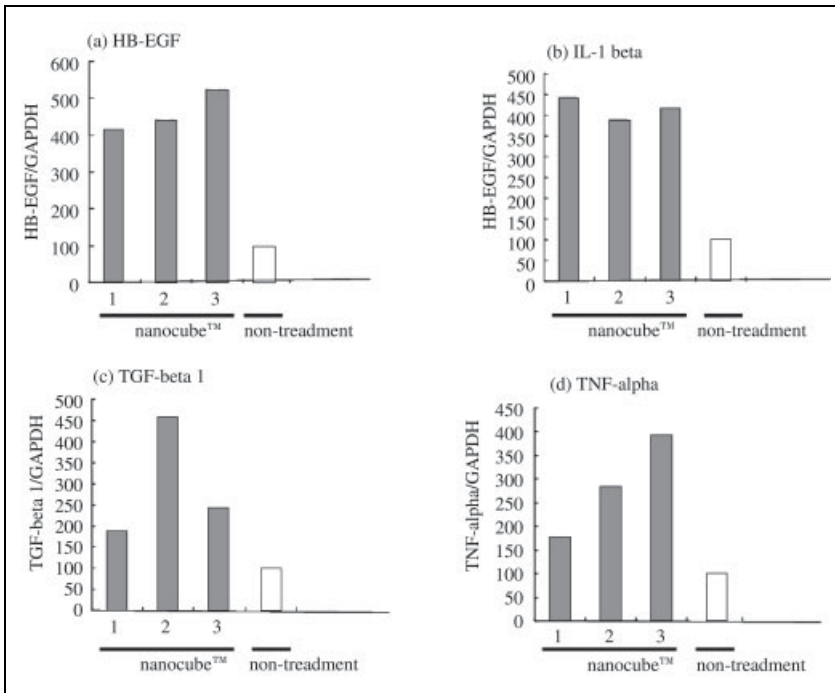 (a) HB-EGF
600
500
400
300
200
100
0
HB-EGF/GAPDH
1 2 3
nanocube™ non-treatment
(b) IL-1 beta
500
450
400
350
300
250
200
150
100
50
0
HB-EGF/GAPDH
1 2 3
nanocube™ non-treatment
(c) TGF-beta 1
500
450
400
350
300
250
200
150
100
50
0
TGF-beta 1/GAPDH
1 2 3
nanocube™ non-treatment
(d) TNF-alpha
450
400
350
300
250
200
150
100
50
0
TNF-alpha/GAPDH
1 2 3
nanocube™ non-treatment